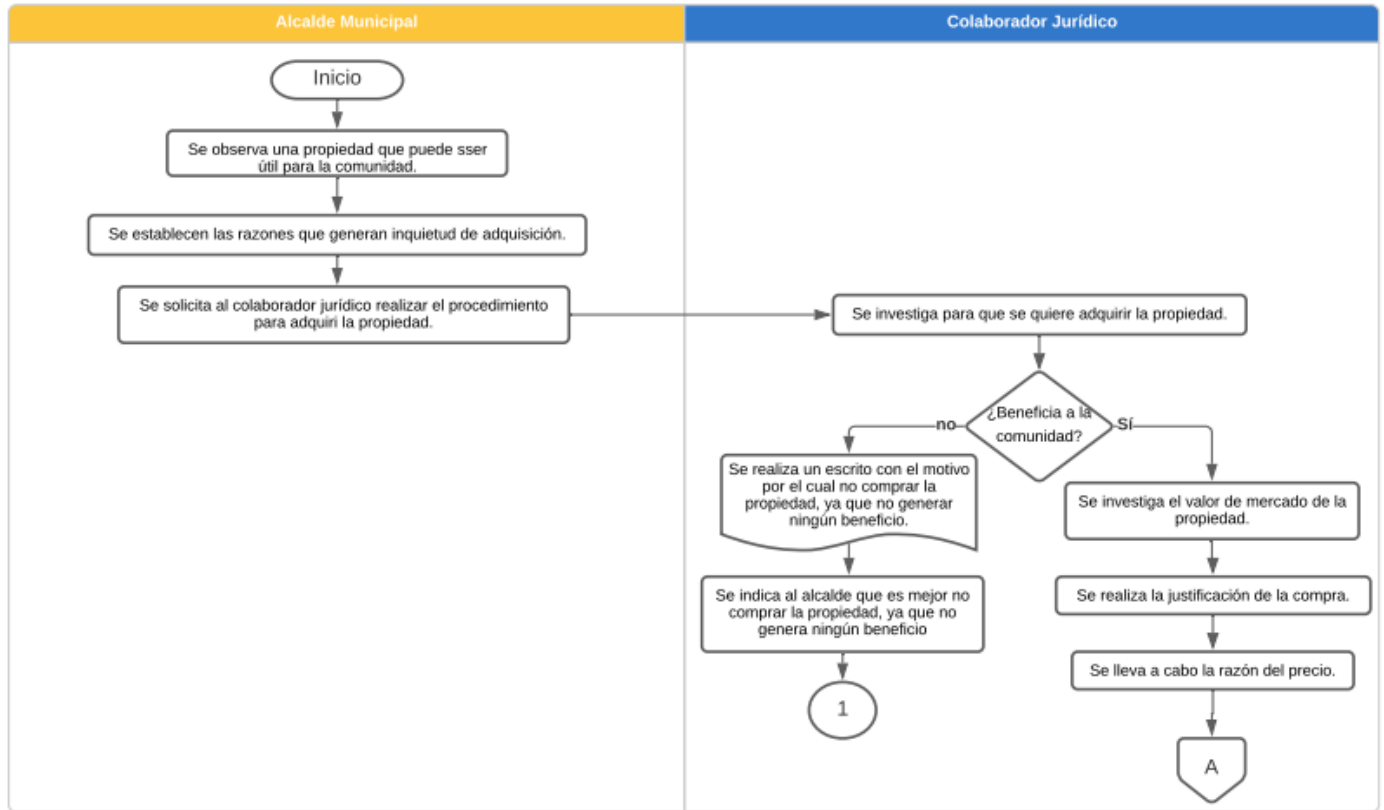 Alcalde Municipal
Colaborador Jurídico
Inicio
Se observa una propiedad que puede sser
útil para la comunidad.
Se establecen las razones que generan inquietud de adquisición.
Se solicita al colaborador jurídico realizar el procedimiento
para adquiri la propiedad.
Se investiga para que se quiere adquirir la propiedad.
¿Beneficia a la
comunidad?
no
Sí
Se realiza un escrito con el motivo
por el cual no comprar la
propiedad, ya que no generar
ningún beneficio.
Se indica al alcalde que es mejor no
comprar la propiedad, ya que no
genera ningún beneficio
1
Se investiga el valor de mercado de la
propiedad.
Se realiza la justificación de la compra.
Se lleva a cabo la razón del precio.
A